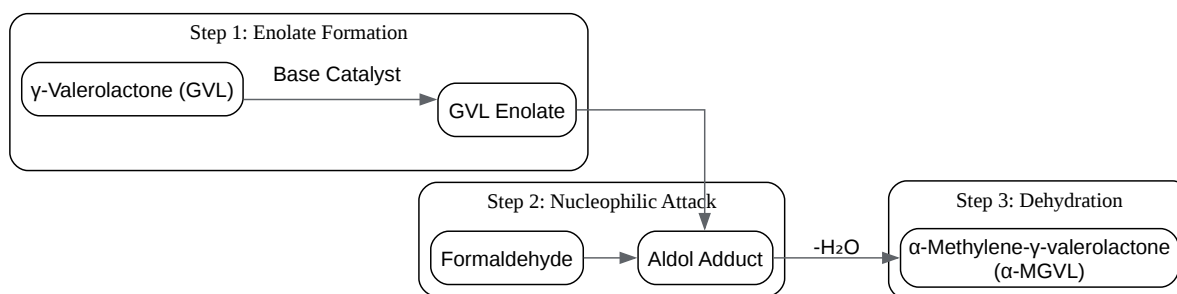 Step 1: Enolate Formation
γ-Valerolactone (GVL)
Base Catalyst
GVL Enolate
Step 2: Nucleophilic Attack
Formaldehyde
Aldol Adduct
-H₂O
Step 3: Dehydration
α-Methylene-γ-valerolactone
(α-MGVL)